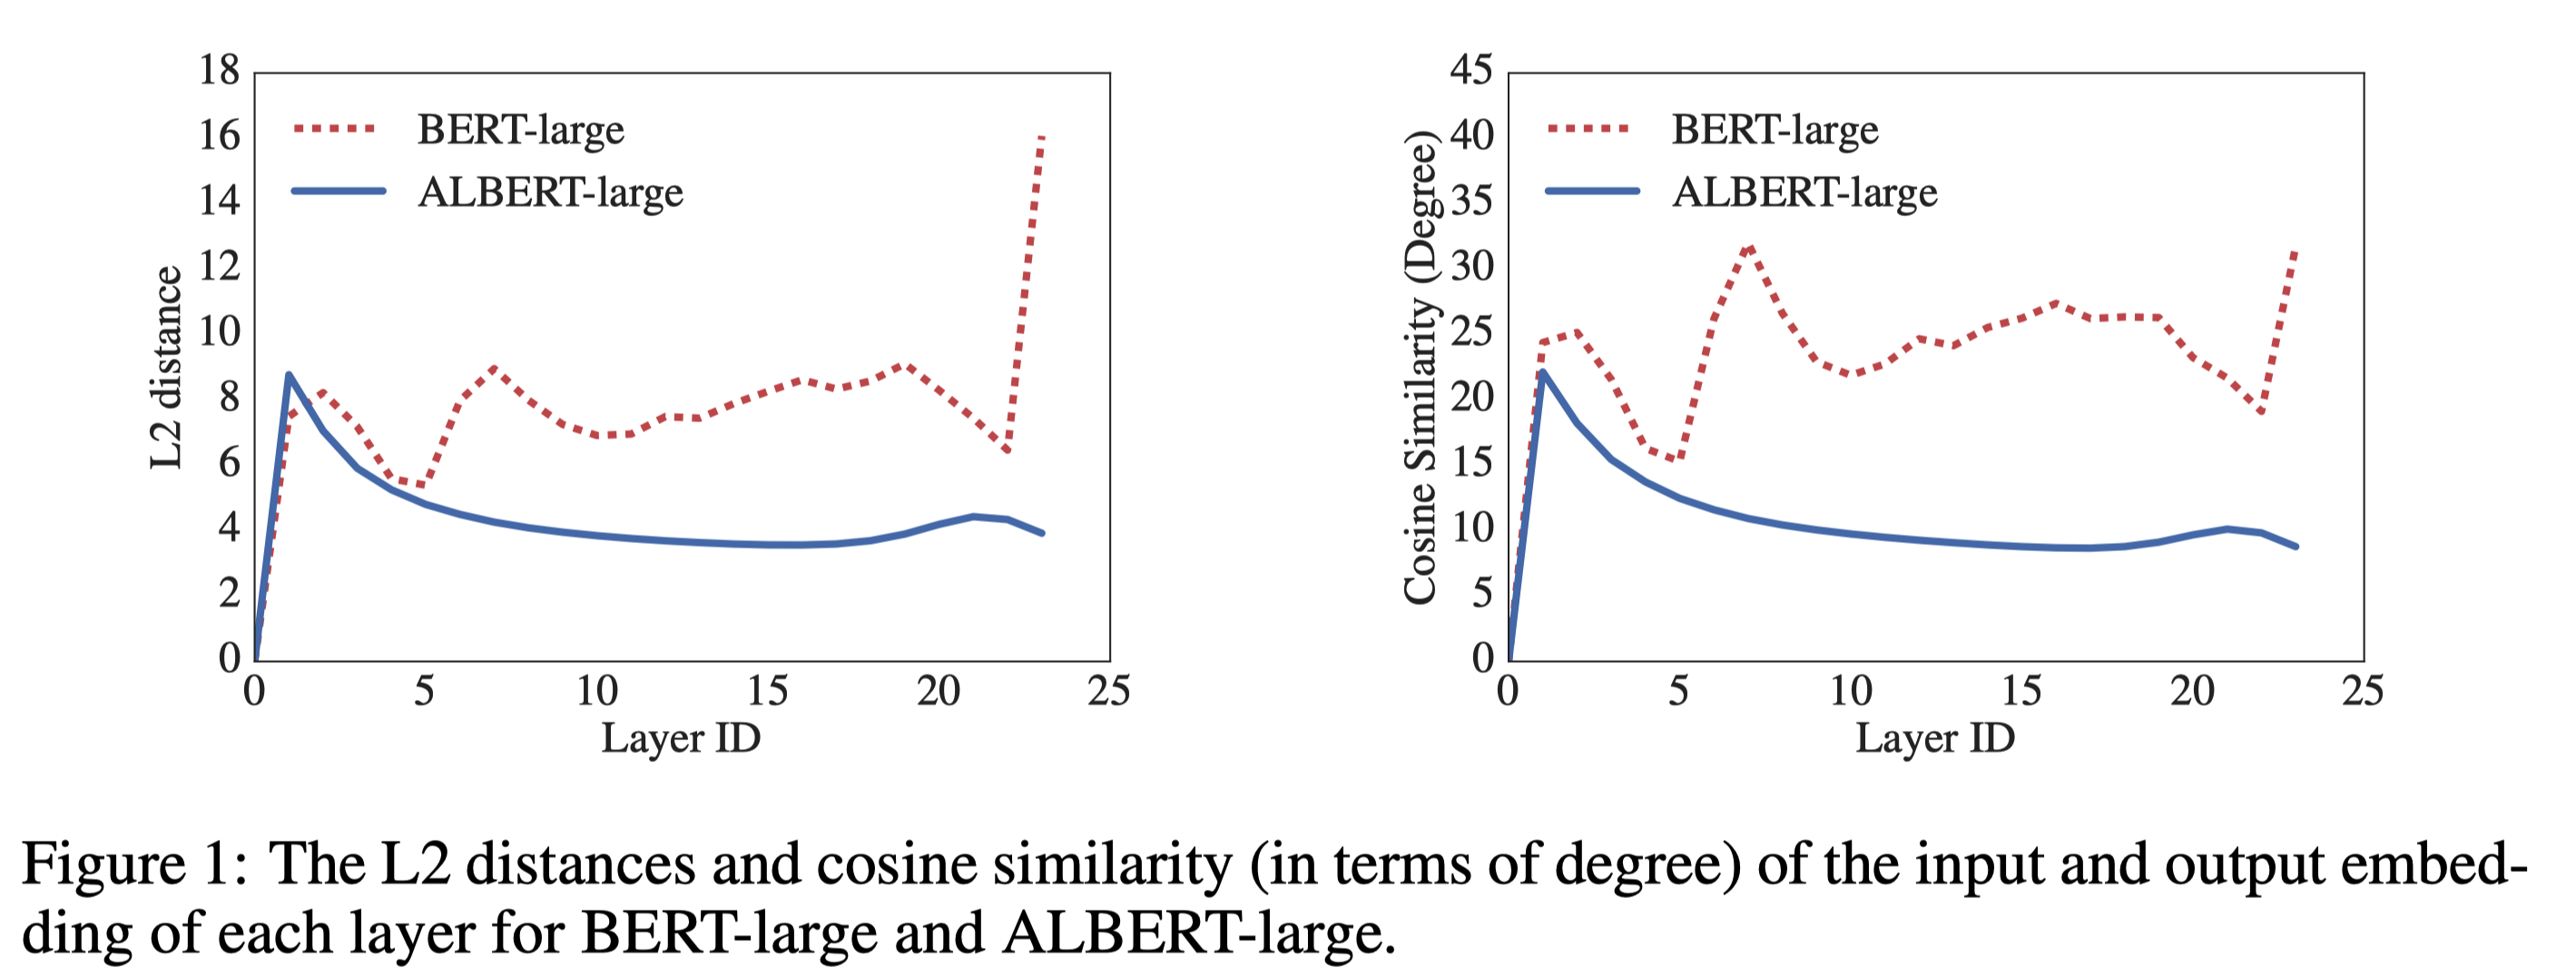 18
16
14
12
10
8
6
4
2
0
L2 distance
BERT-large
ALBERT-large
0 5 10 15 20 25
Layer ID
45
40
35
30
25
20
15
10
5
0
Cosine Similarity (Degree)
BERT-large
ALBERT-large
0 5 10 15 20 25
Layer ID
Figure 1: The L2 distances and cosine similarity (in terms of degree) of the input and output embed-
ding of each layer for BERT-large and ALBERT-large.